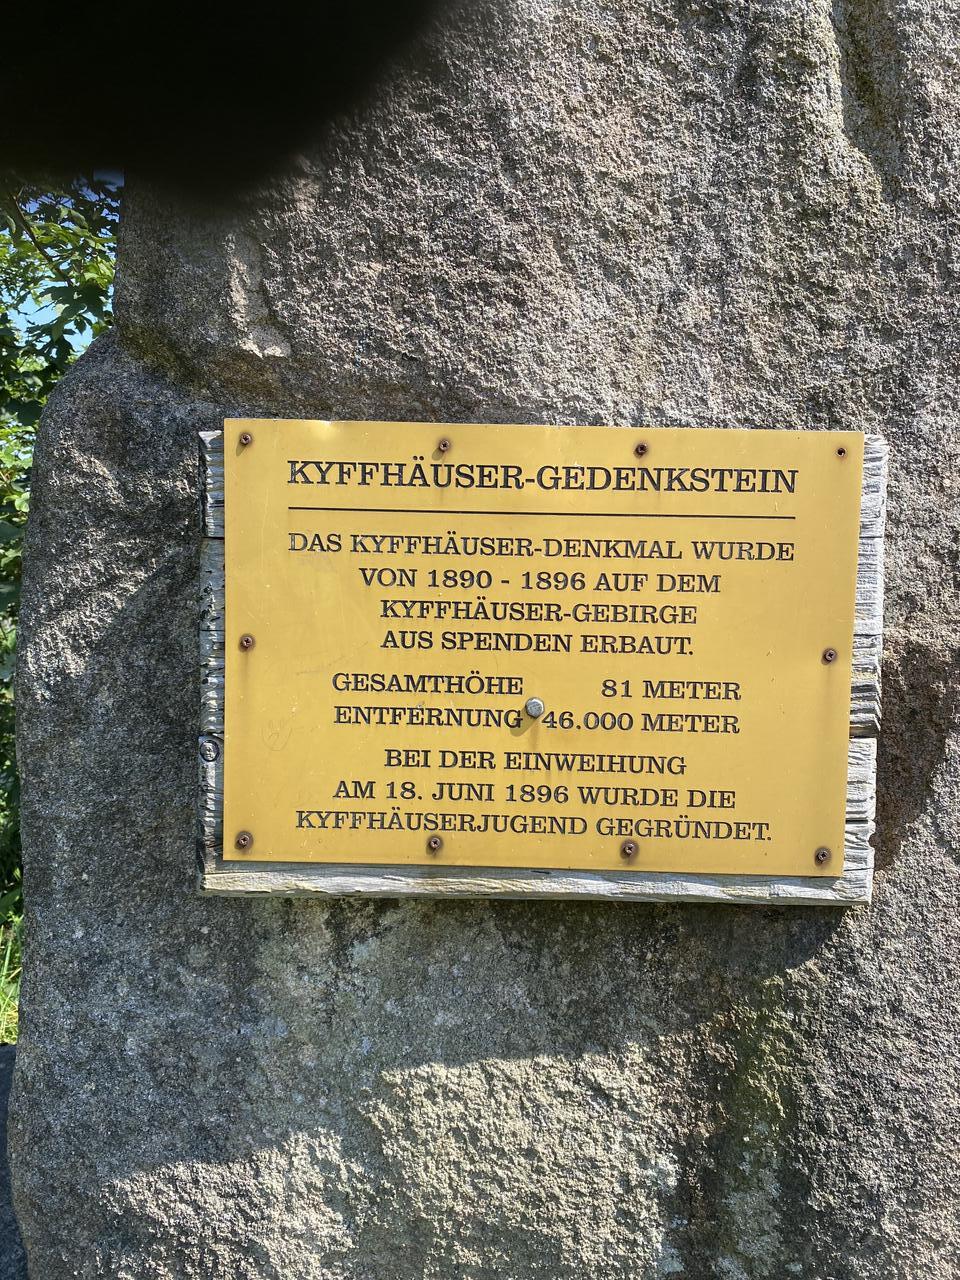 KYFFHÄUSER-GEDENKSTEIN
DAS KYFFHÄUSER-DENKMAL WURDE
VON 1890 - 1896 AUF DEM
KYFFHÄUSER-GEBIRGE
AUS SPENDEN ERBAUT.
GESAMTHÖHE 81 METER
ENTFERNUNG 46.000 METER
BEI DER EINWEIHUNG
AM 18. JUNI 1896 WURDE DIE
KYFFHÄUSERJUGEND GEGRÜNDET.